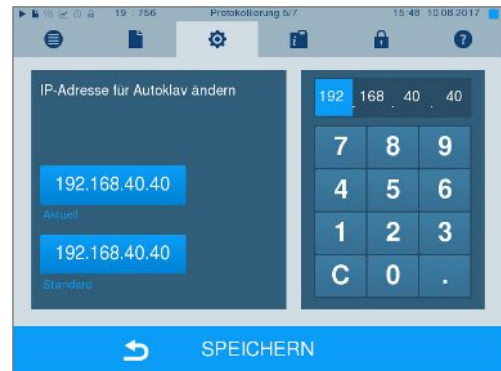 19 : 756 Protokollierung 5/7 15:48 10.08.2017
IP-Adresse für Autoklav ändern
192.168.40.40
Aktuell
192.168.40.40
Standard
192 . 168 . 40 . 40
7 8 9
4 5 6
1 2 3
C 0 .
SPEICHERN